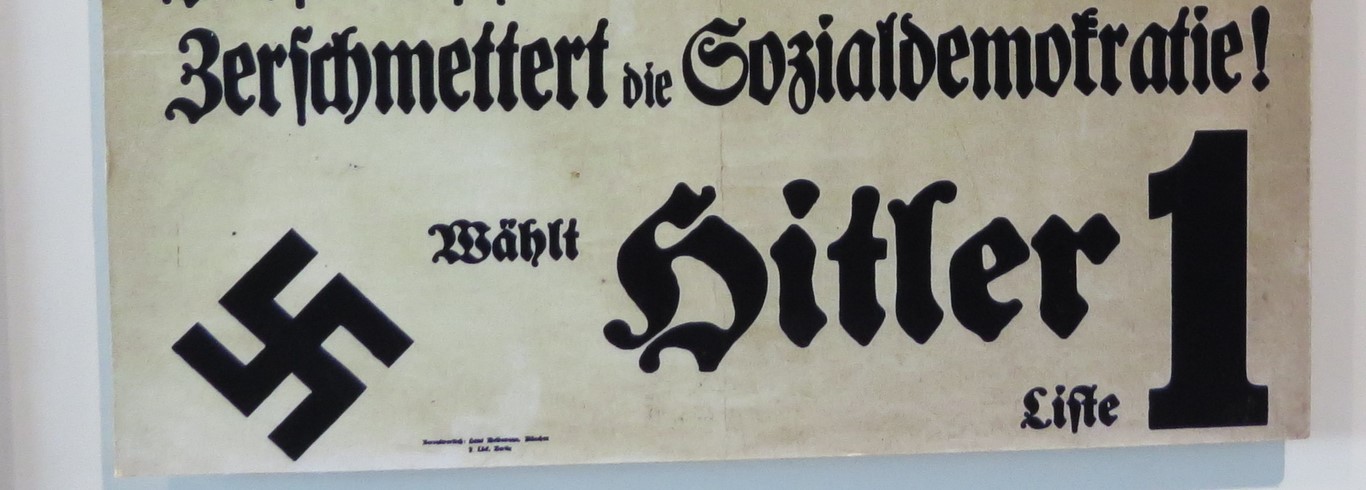 Zerschmettert die Sozialdemokratie!
Wählt Hitler 1
Liste